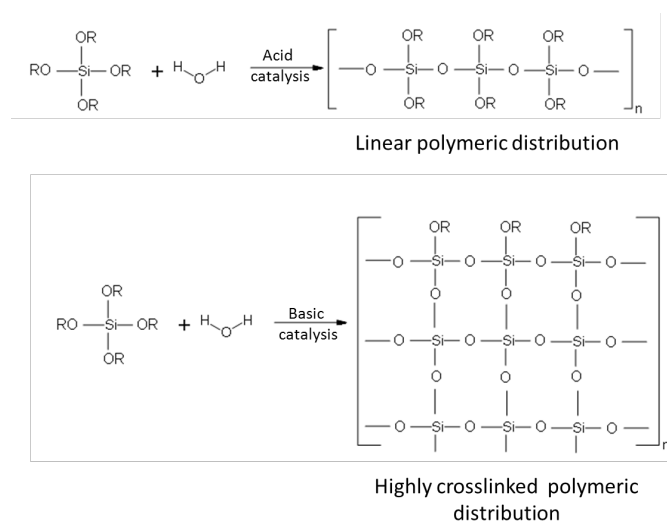 OR OR OR OR
RO Si OR + H O H Acid catalysis O Si O Si O Si O
OR OR OR OR
n
Linear polymeric distribution
OR OR OR
O Si O Si O Si O
OR O O O
RO Si OR + H O H Basic catalysis O Si O Si O Si O
OR O O O
O Si O Si O Si O
n
Highly crosslinked polymeric
distribution